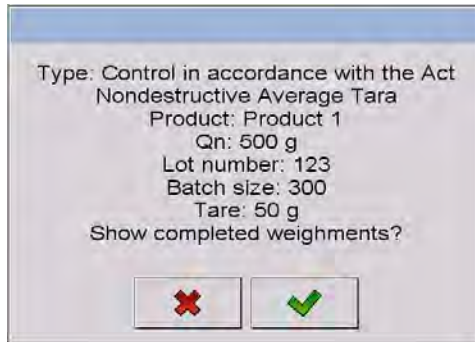 Type: Control in accordance with the Act
Nondestructive Average Tara
Product: Product 1
Qn: 500 g
Lot number: 123
Batch size: 300
Tare: 50 g
Show completed weighments?